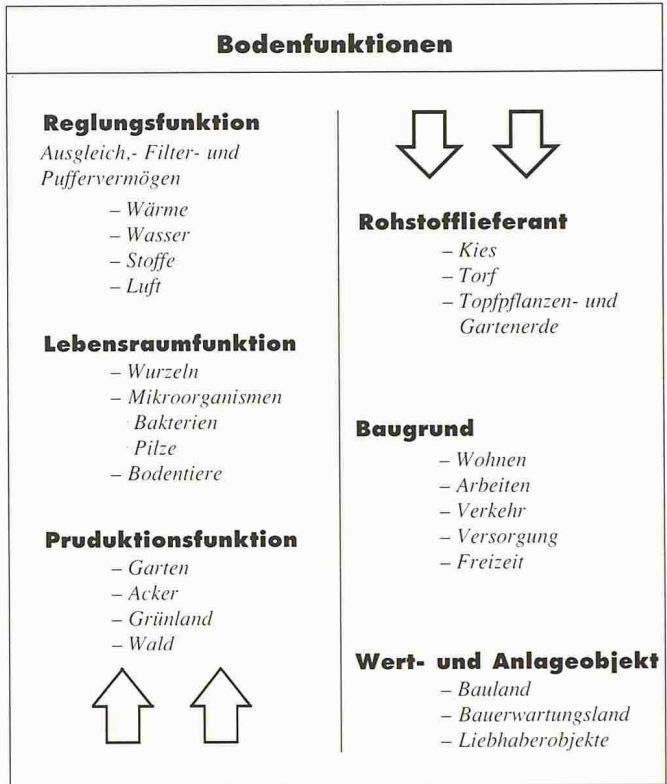 Bodenfunktionen
Reglungsfunktion
Ausgleich,- Filter- und
Puffervermögen
– Wärme
– Wasser
– Stoffe
– Luft
Lebensraumfunktion
– Wurzeln
– Mikroorganismen
Bakterien
Pilze
– Bodentiere
Pruduktionsfunktion
– Garten
– Acker
– Grünland
– Wald
Rohstofflieferant
– Kies
– Torf
– Topfpflanzen- und
Gartenerde
Baugrund
– Wohnen
– Arbeiten
– Verkehr
– Versorgung
– Freizeit
Wert- und Anlageobjekt
– Bauland
– Bauerwartungsland
– Liebhaberobjekte